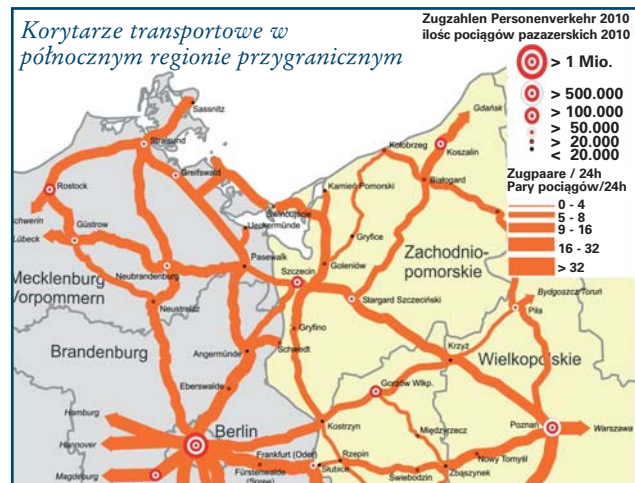 Korytarze transportowe w
północnym regionie przygranicznym
Zugzahlen Personenverkehr 2010
ilośc pociągów pazazerskich 2010
> 1 Mio.
> 500.000
> 100.000
> 50.000
> 20.000
< 20.000
Zugpaare / 24h
Pary pociągów/24h
0 - 4
5 - 8
9 - 16
16 - 32
> 32
Sassnitz
Stralsund
Greifswald
Rostock
Schwerin
Lübeck
Güstrow
Mecklenburg
Vorpommern
Neubrandenburg
Neustrelitz
Świnoujście
Ueckermünde
Pasewalk
Kamień Pomorski
Kołobrzeg
Gdańsk
Koszalin
Białogard
Gryfice
Goleniów
Szczecin
Zachodnio-
pomorskie
Stargard Szczeciński
Bydgoszcz/Toruń
Piła
Brandenburg
Angermünde
Gryfino
Schwedt
Krzyż
Wielkopolskie
Eberswalde
Gorzów Wlkp.
Hamburg
Hannover
Magdeburg
Berlin
Kostrzyn
Międzyrzecz
Poznań
Warszawa
Frankfurt (Oder)
Fürstenwalde
(Spree)
Słubice
Rzepin
Świebodzin
Zbąszynek
Nowy Tomyśl